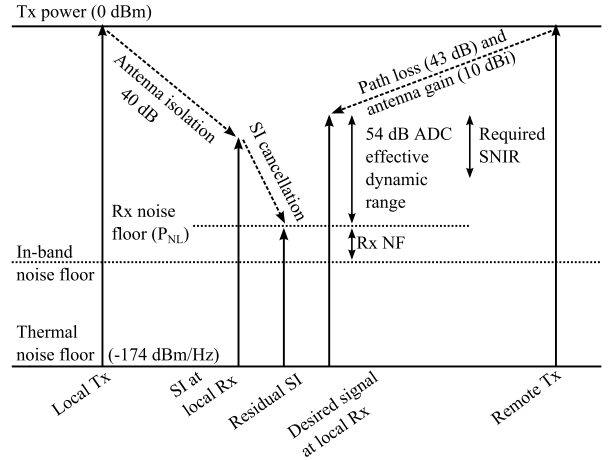 Tx power (0 dBm)
Antenna isolation
40 dB
SI cancellation
Path loss (43 dB) and
antenna gain (10 dBi)
54 dB ADC
effective
dynamic
range
Required
SNIR
Rx noise
floor (PNL)
Rx NF
In-band
noise floor
Thermal
noise floor
(-174 dBm/Hz)
Local Tx
SI at
local Rx
Residual SI
Desired signal
at local Rx
Remote Tx